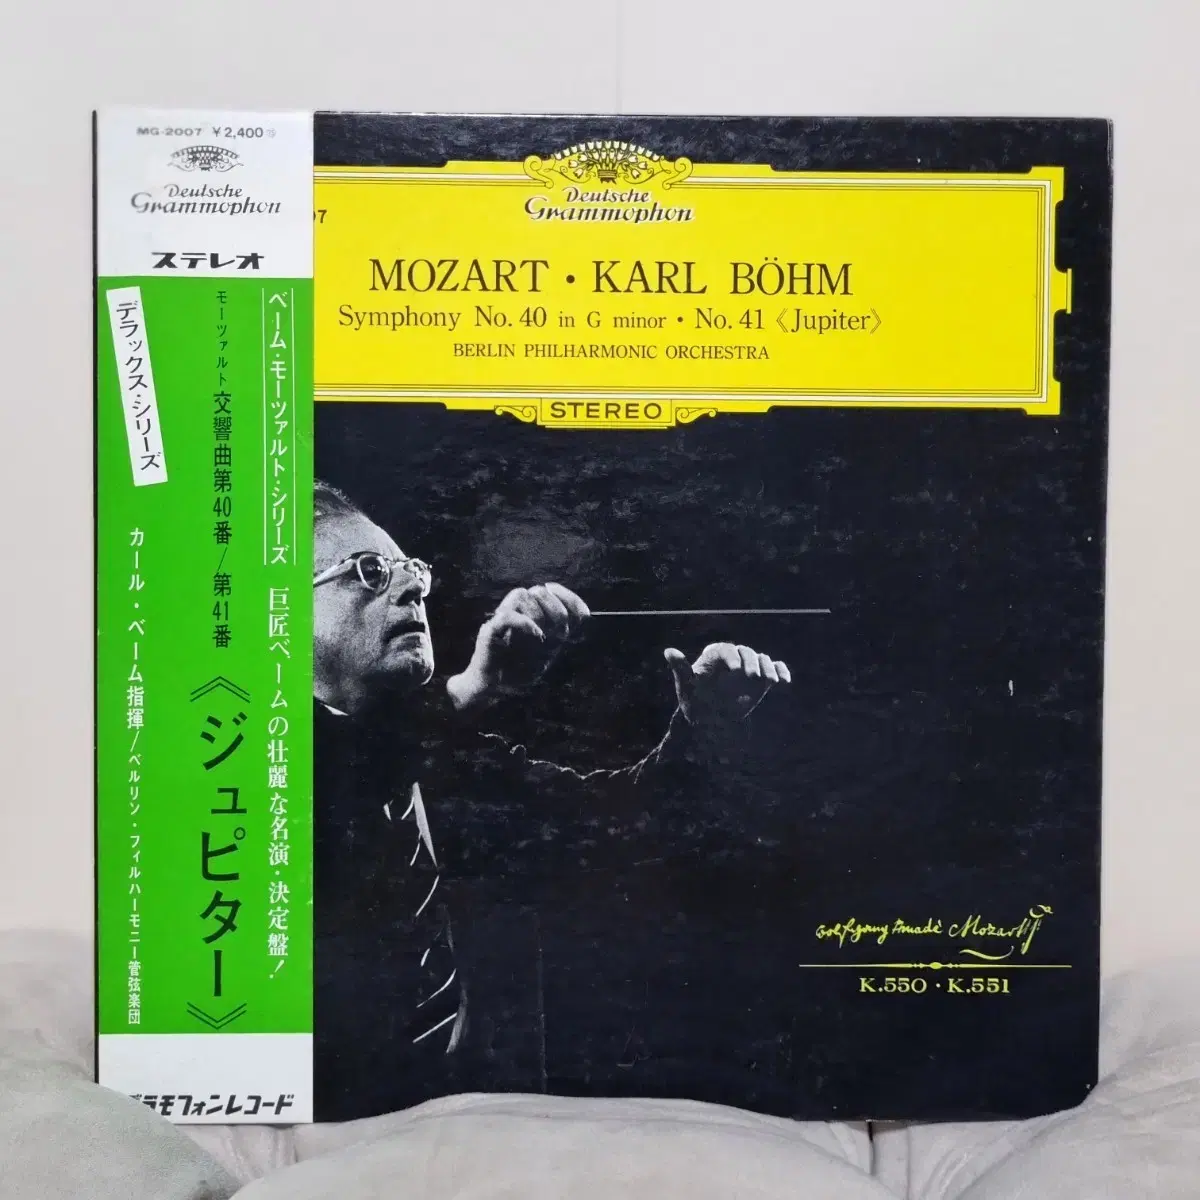 MG-2007 ¥2,400
Deutsche
Grammophon
ステレオ
デラックス・シリーズ
ベーム・モーツァルト・シリーズ
巨匠ベームの壮麗な名演・決定盤!
モーツァルト 交響曲第40番/第41番
《ジュピター》
カール・ベーム指揮/ベルリン・フィルハーモニー管弦楽団
グラモフォンレコード
07
Deutsche
Grammophon
MOZART・KARL BÖHM
Symphony No. 40 in G minor・No. 41 《Jupiter》
BERLIN PHILHARMONIC ORCHESTRA
STEREO
Wolfgang Amadè Mozart
K.550・K.551